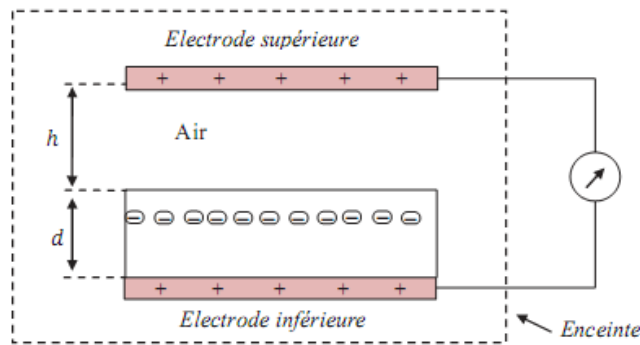 Electrode supérieure
+ + + + +
h
Air
d
+ + + + +
Electrode inférieure
Enceinte